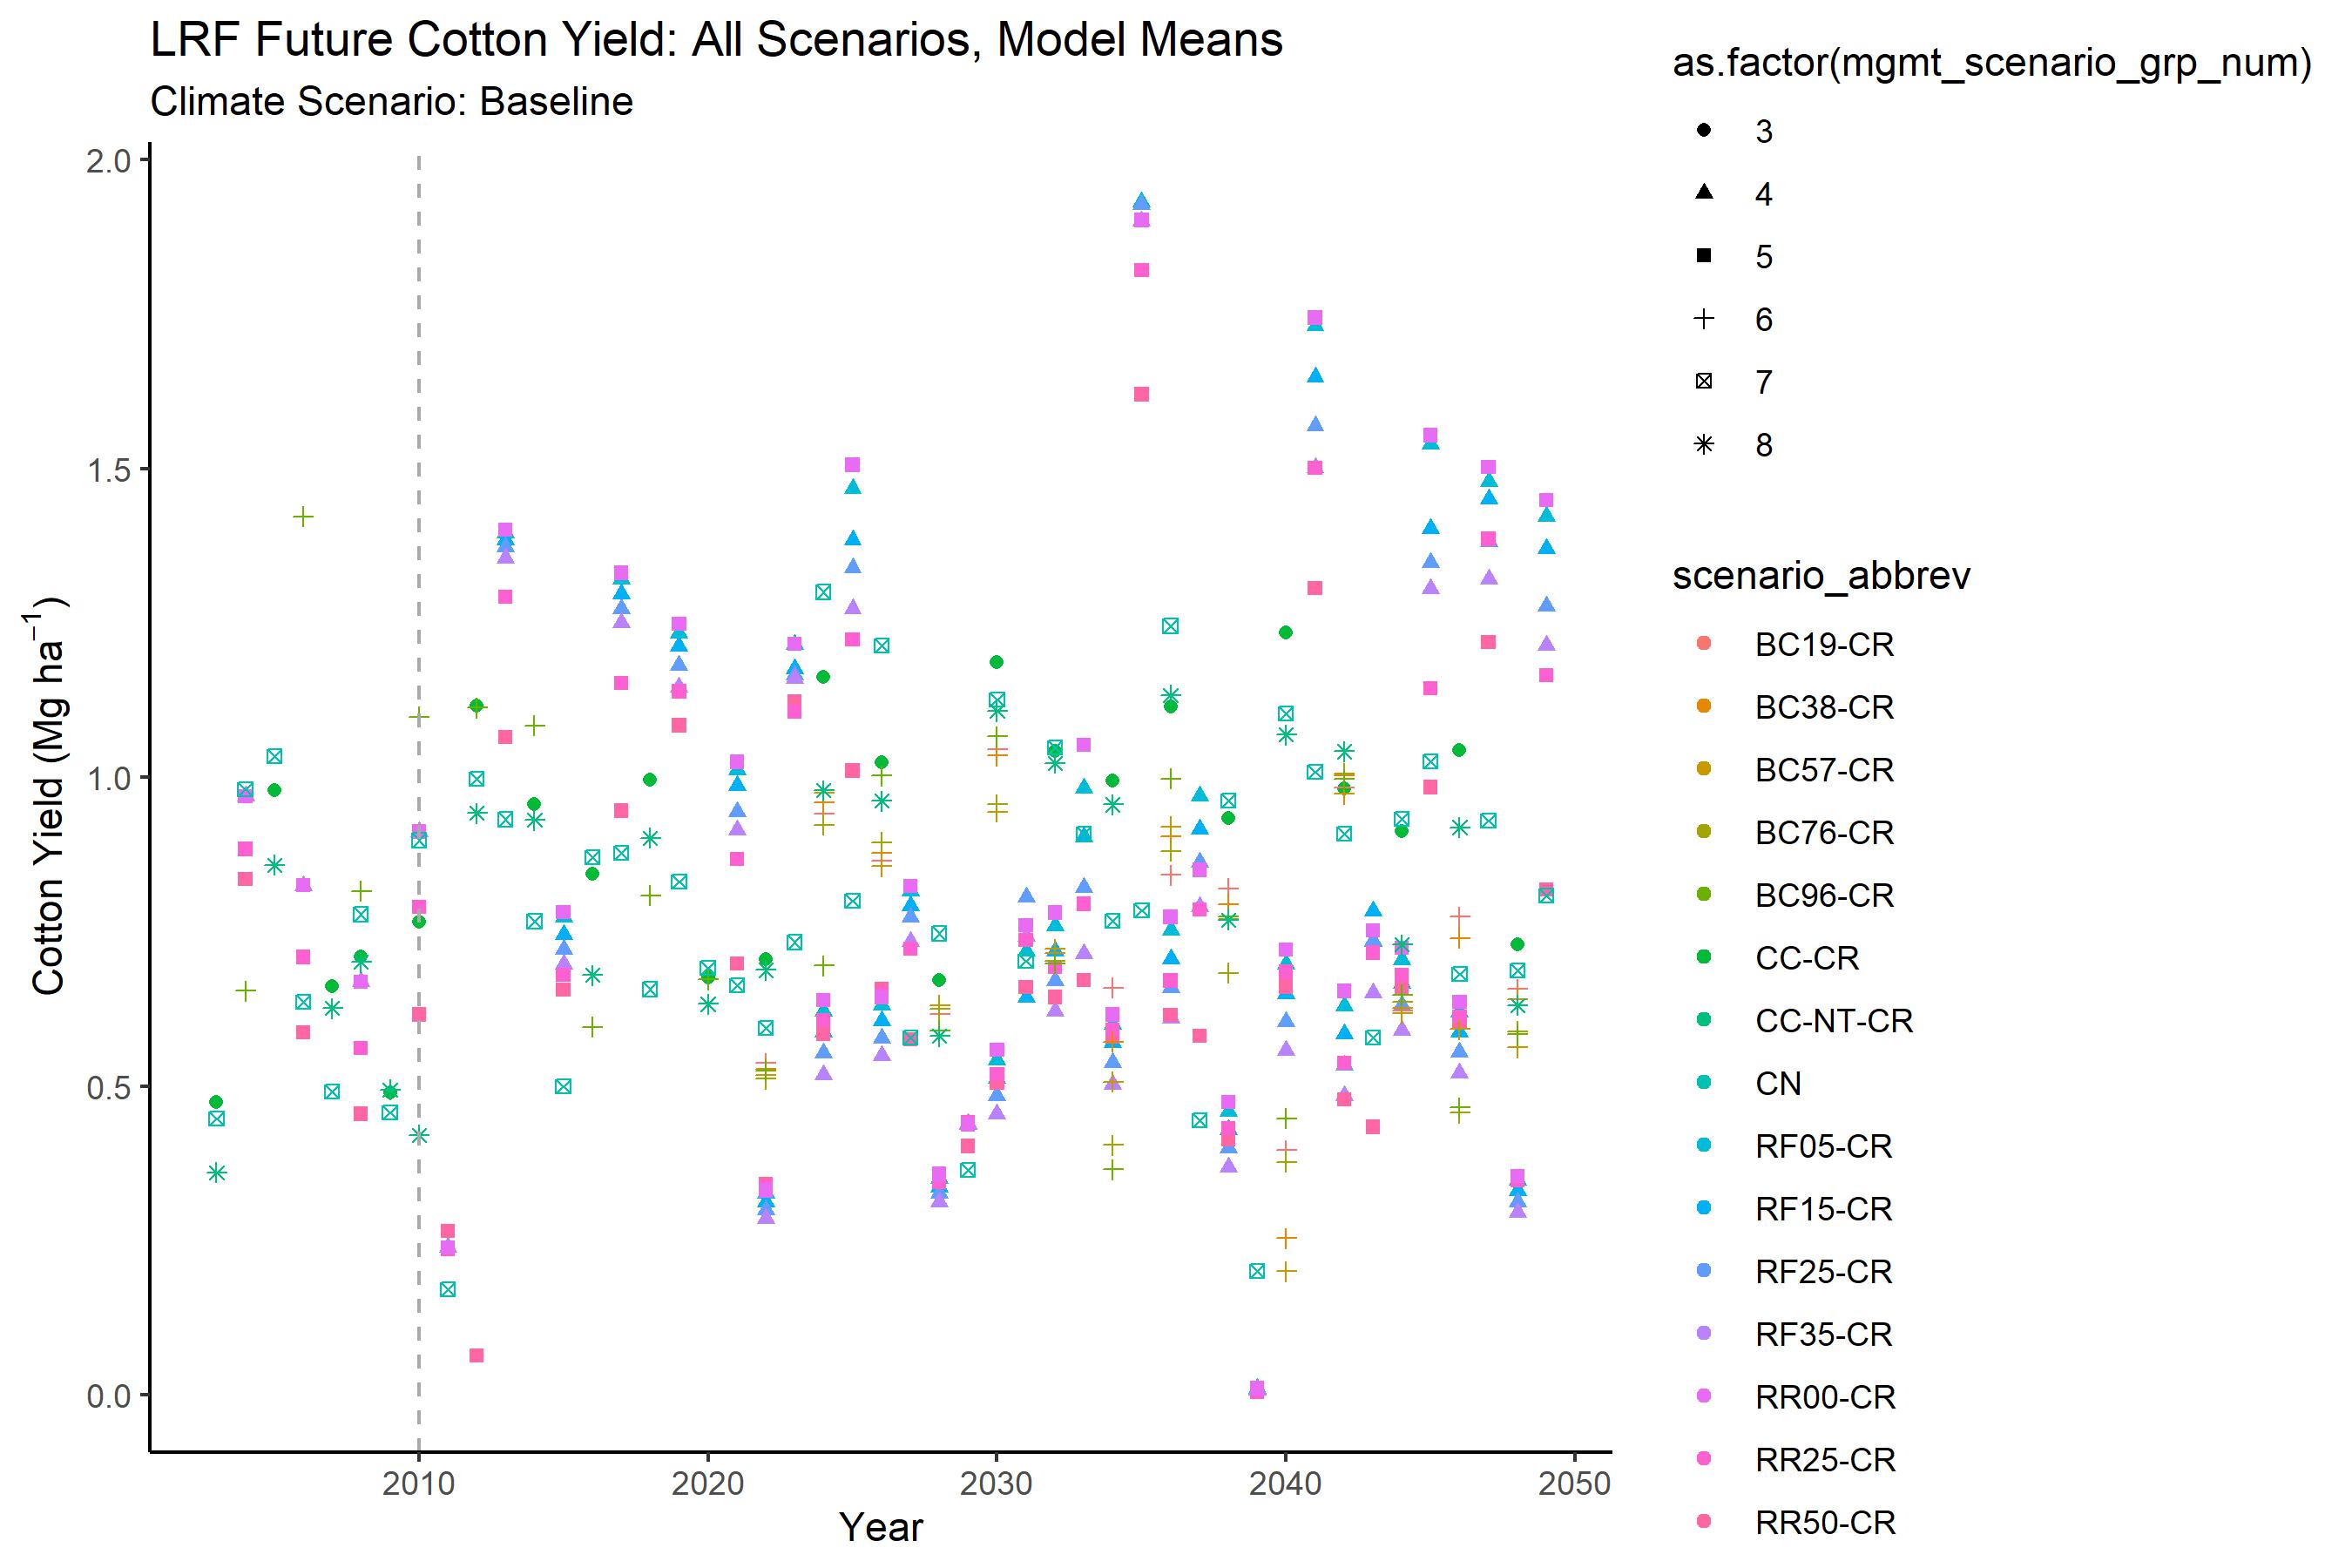 LRF Future Cotton Yield: All Scenarios, Model Means
Climate Scenario: Baseline
Cotton Yield (Mg ha⁻¹)
2.0
1.5
1.0
0.5
0.0
2010
2020
2030
2040
2050
Year
as.factor(mgmt_scenario_grp_num)
3
4
5
6
7
8
scenario_abbrev
BC19-CR
BC38-CR
BC57-CR
BC76-CR
BC96-CR
CC-CR
CC-NT-CR
CN
RF05-CR
RF15-CR
RF25-CR
RF35-CR
RR00-CR
RR25-CR
RR50-CR